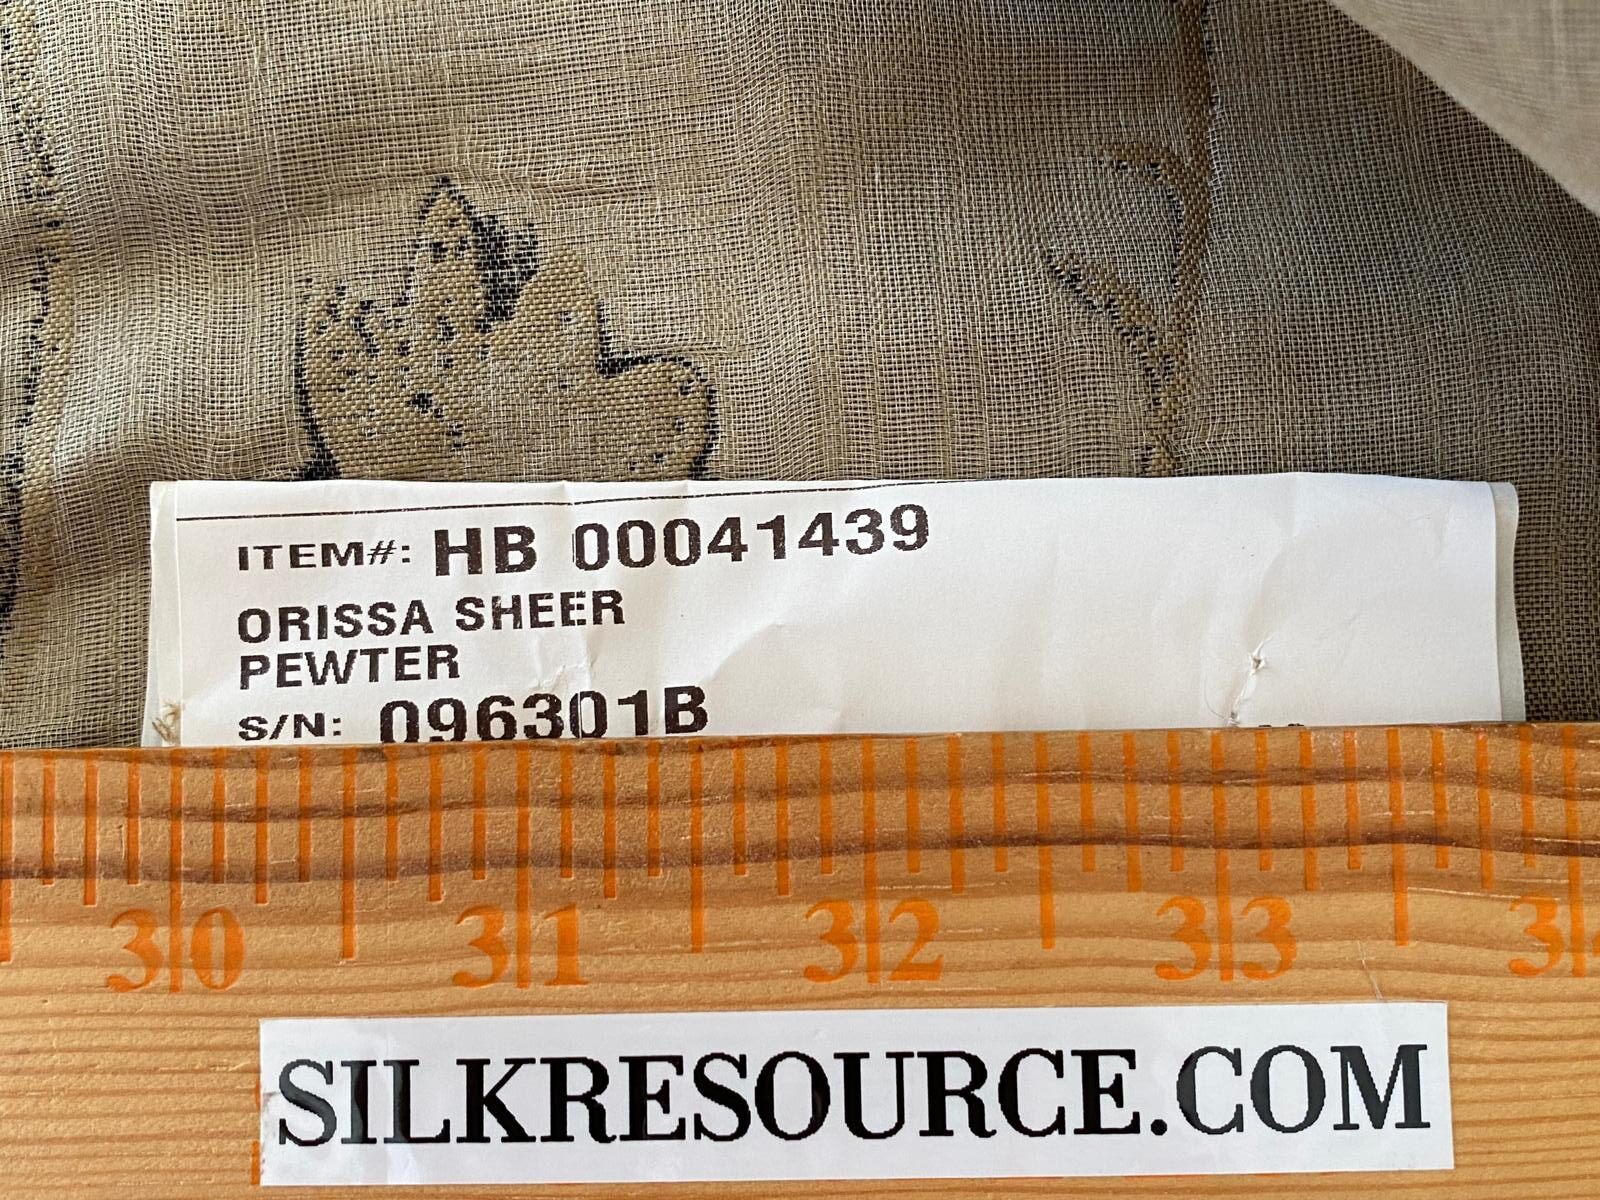 ITEM#: HB 00041439
ORISSA SHEER
PEWTER
S/N: 096301B
30 31 32 33
SILKRESOURCE.COM